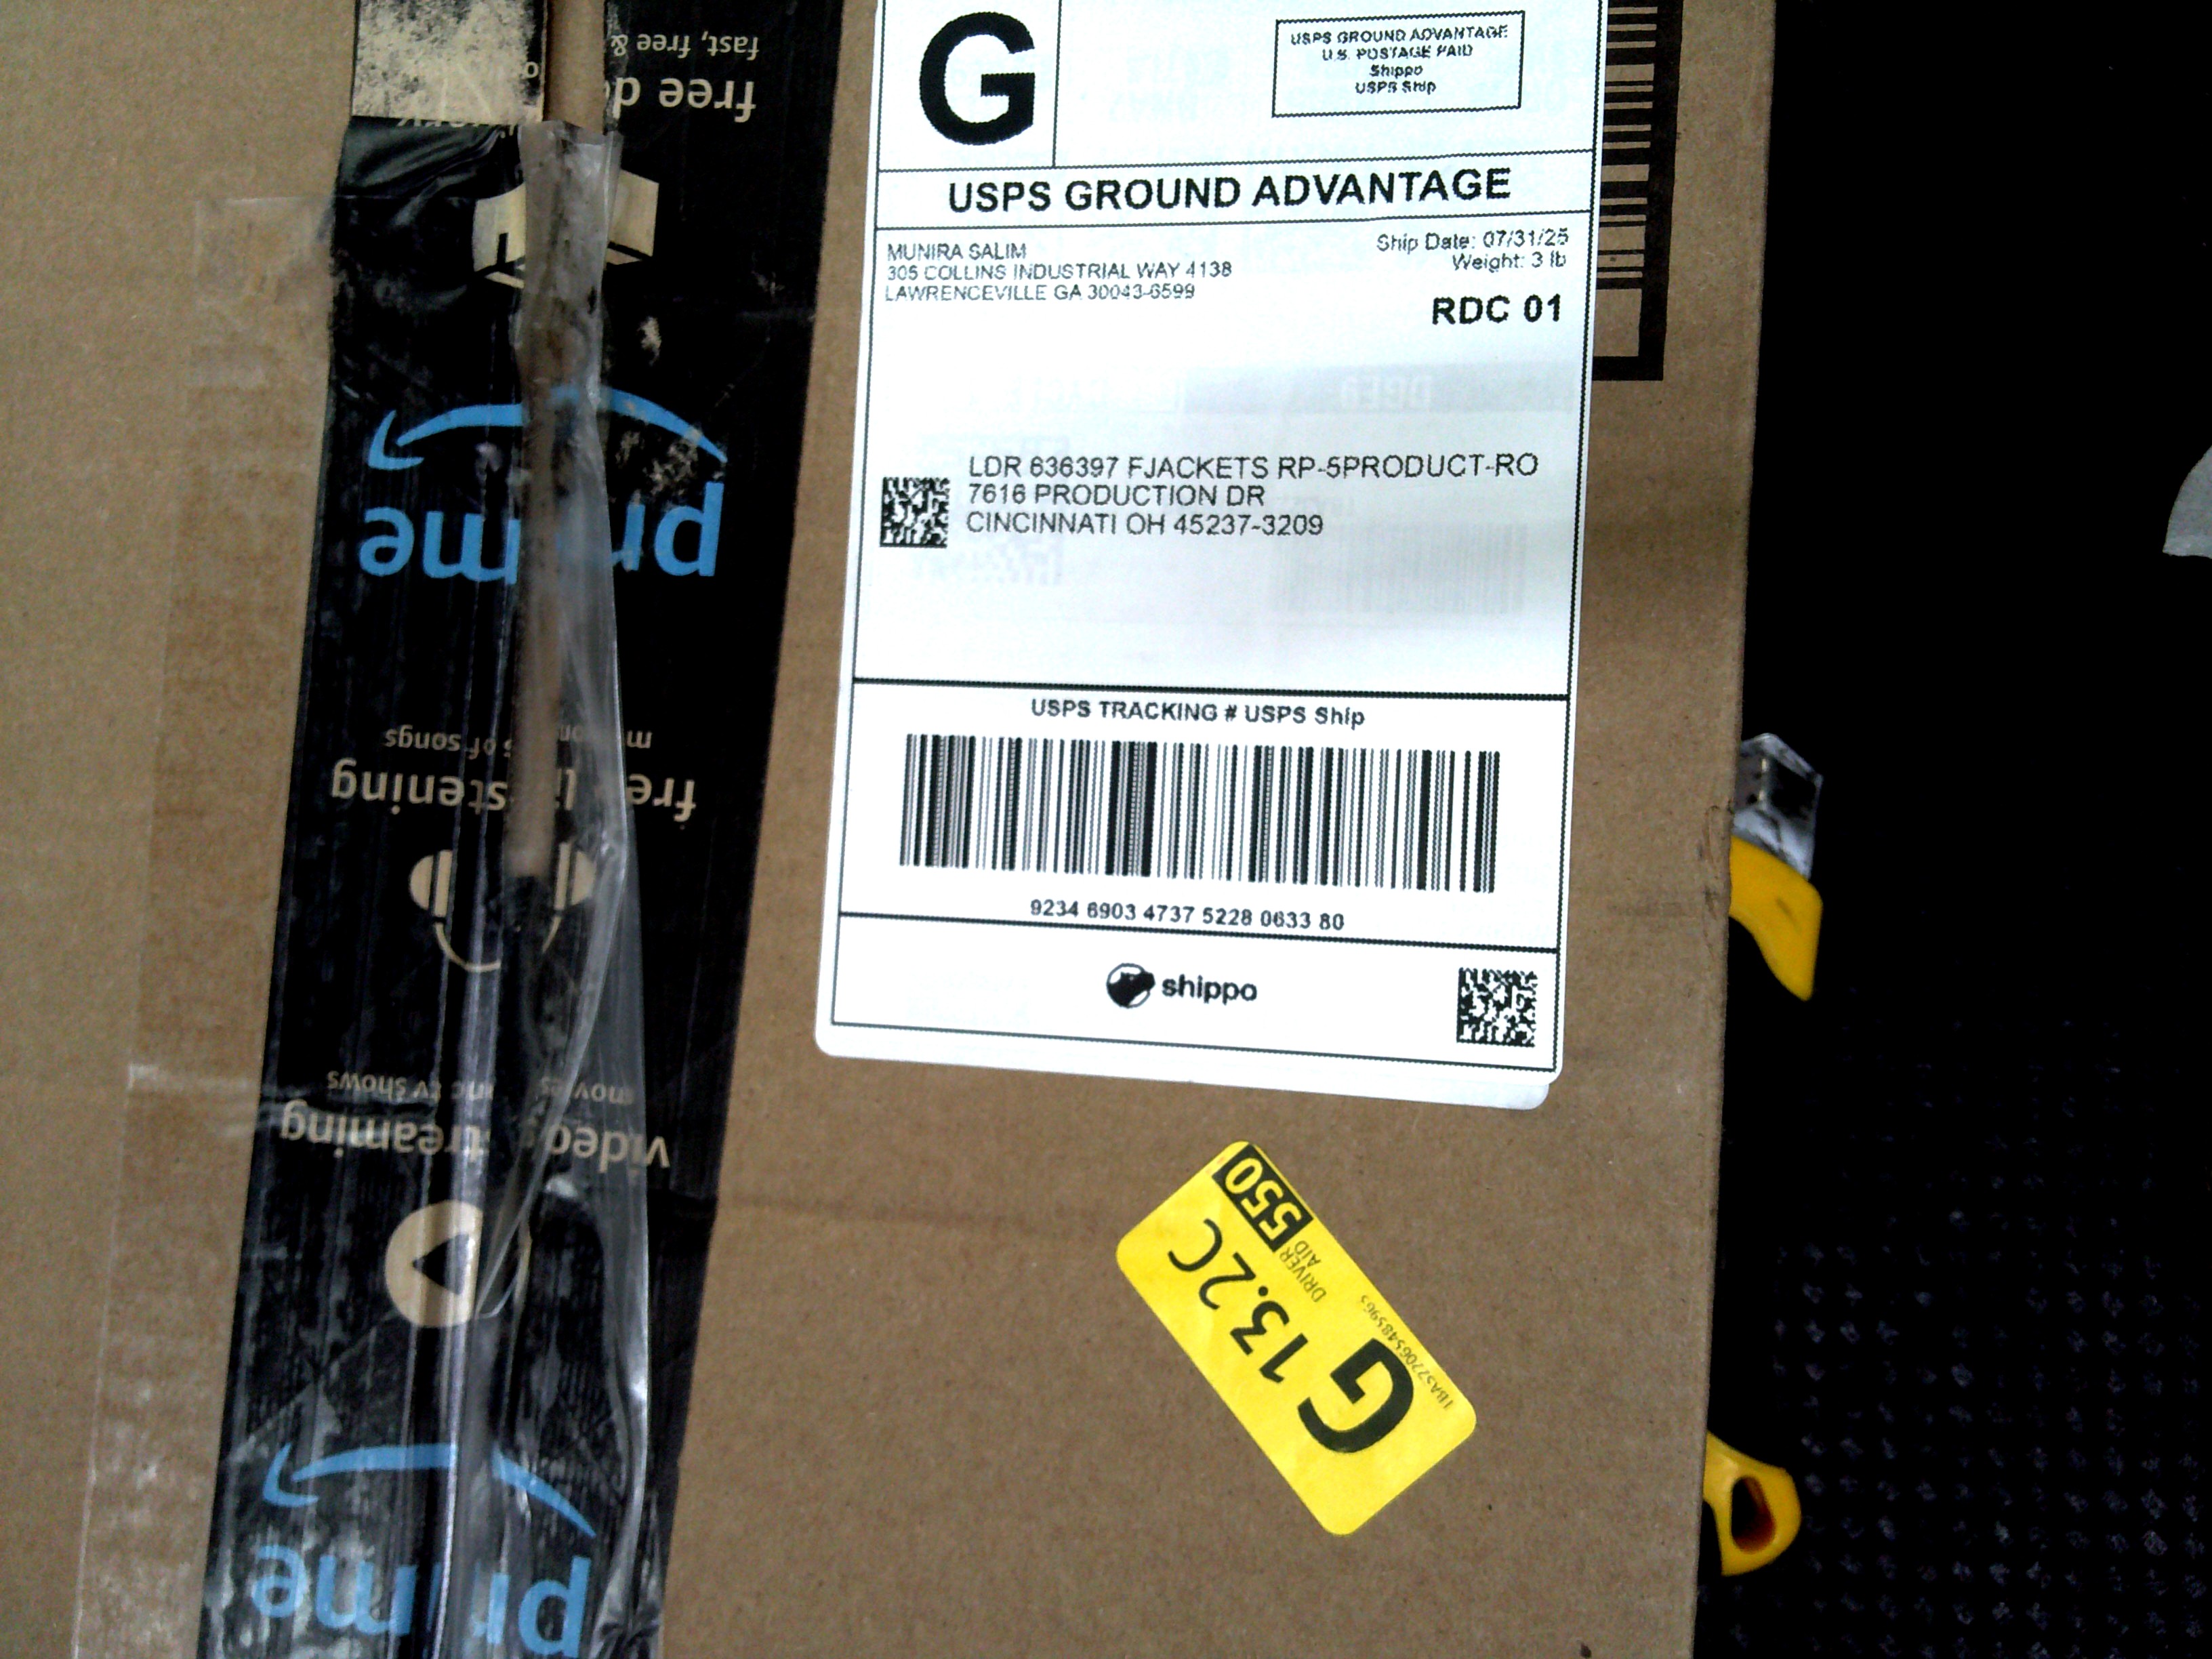 G
USPS GROUND ADVANTAGE
U.S. POSTAGE PAID
Shippo
USPS Ship
USPS GROUND ADVANTAGE
MUNIRA SALIM
305 COLLINS INDUSTRIAL WAY 4138
LAWRENCEVILLE GA 30043-6599
Ship Date: 07/31/25
Weight: 3 lb
RDC 01
LDR 636397 FJACKETS RP-5PRODUCT-RO
7616 PRODUCTION DR
CINCINNATI OH 45237-3209
USPS TRACKING # USPS Ship
9234 6903 4737 5228 0633 80
shippo
G 13.2C
DRIVER
AID
550
prime
video streaming
movies tv shows
free listening
of songs
prime
free
fast, free &